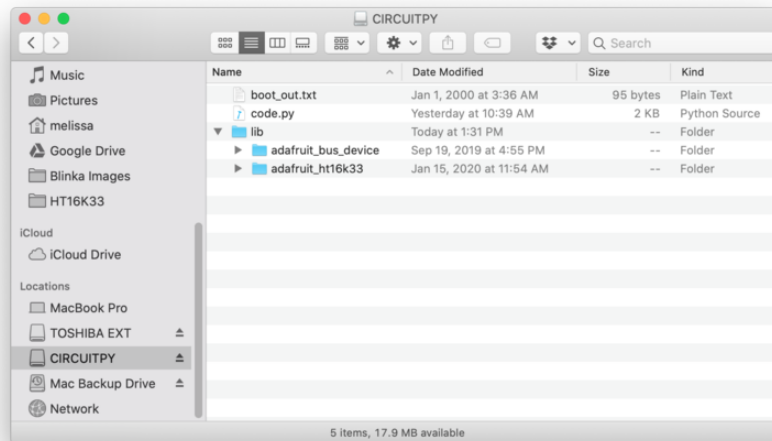 CIRCUITPY
Search
Music
Pictures
melissa
Google Drive
Blinka Images
HT16K33
iCloud
iCloud Drive
Locations
MacBook Pro
TOSHIBA EXT
CIRCUITPY
Mac Backup Drive
Network
Name Date Modified Size Kind
boot_out.txt Jan 1, 2000 at 3:36 AM 95 bytes Plain Text
code.py Yesterday at 10:39 AM 2 KB Python Source
lib Today at 1:31 PM -- Folder
adafruit_bus_device Sep 19, 2019 at 4:55 PM -- Folder
adafruit_ht16k33 Jan 15, 2020 at 11:54 AM -- Folder
5 items, 17.9 MB available